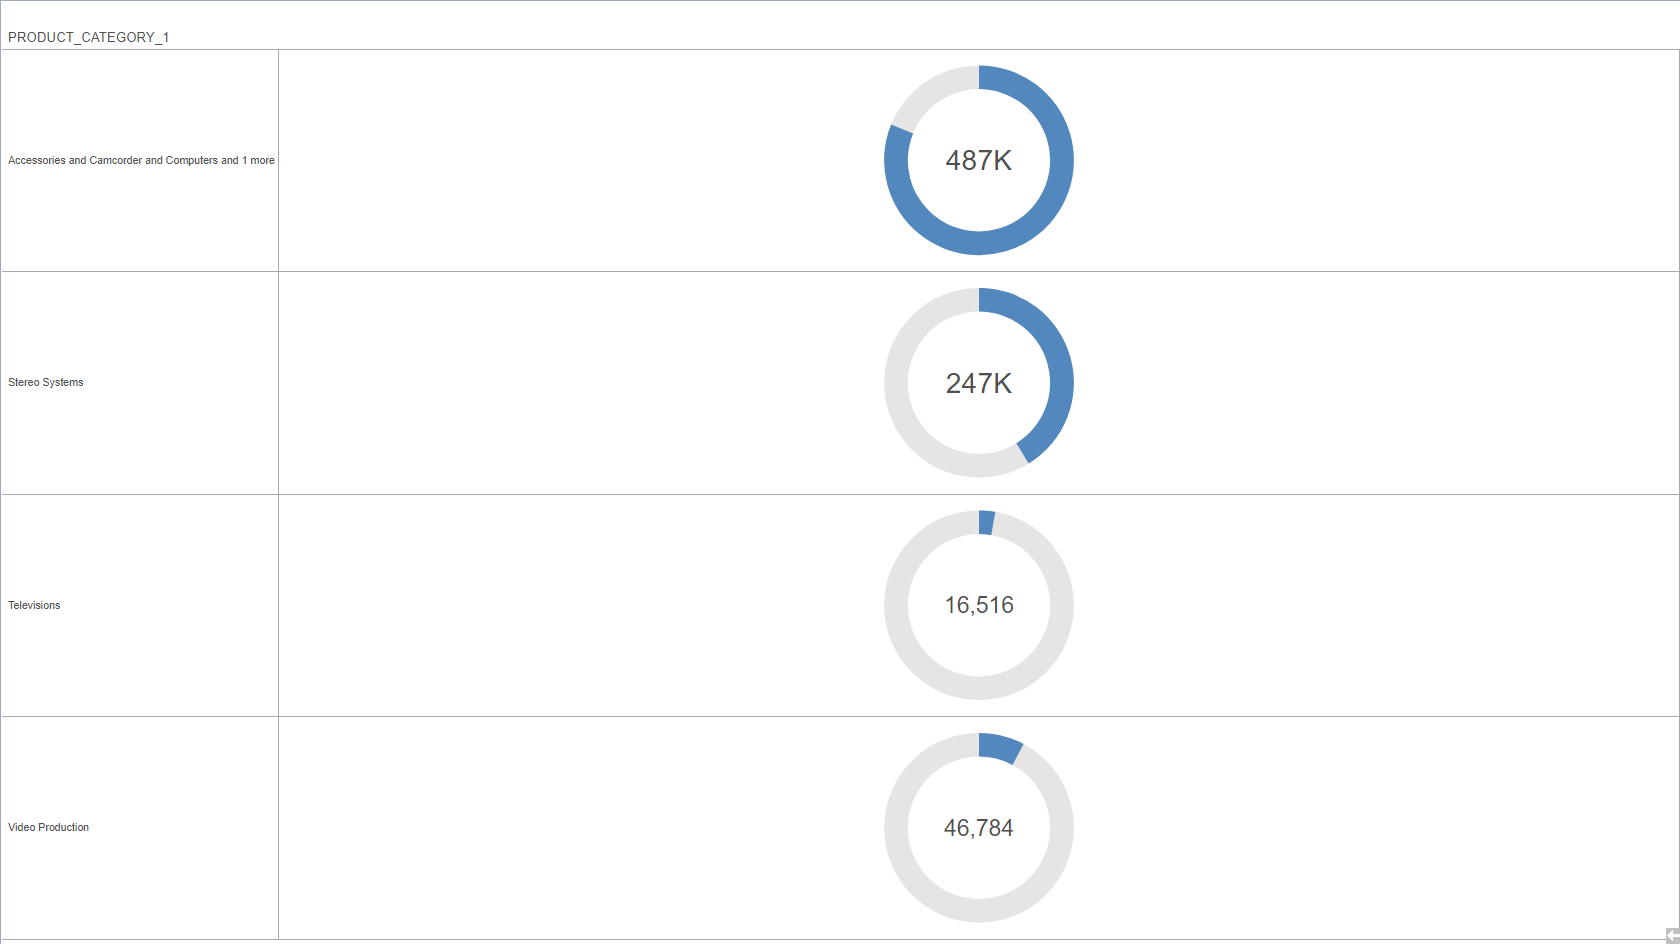 PRODUCT_CATEGORY_1
Accessories and Camcorder and Computers and 1 more
487K
Stereo Systems
247K
Televisions
16,516
Video Production
46,784